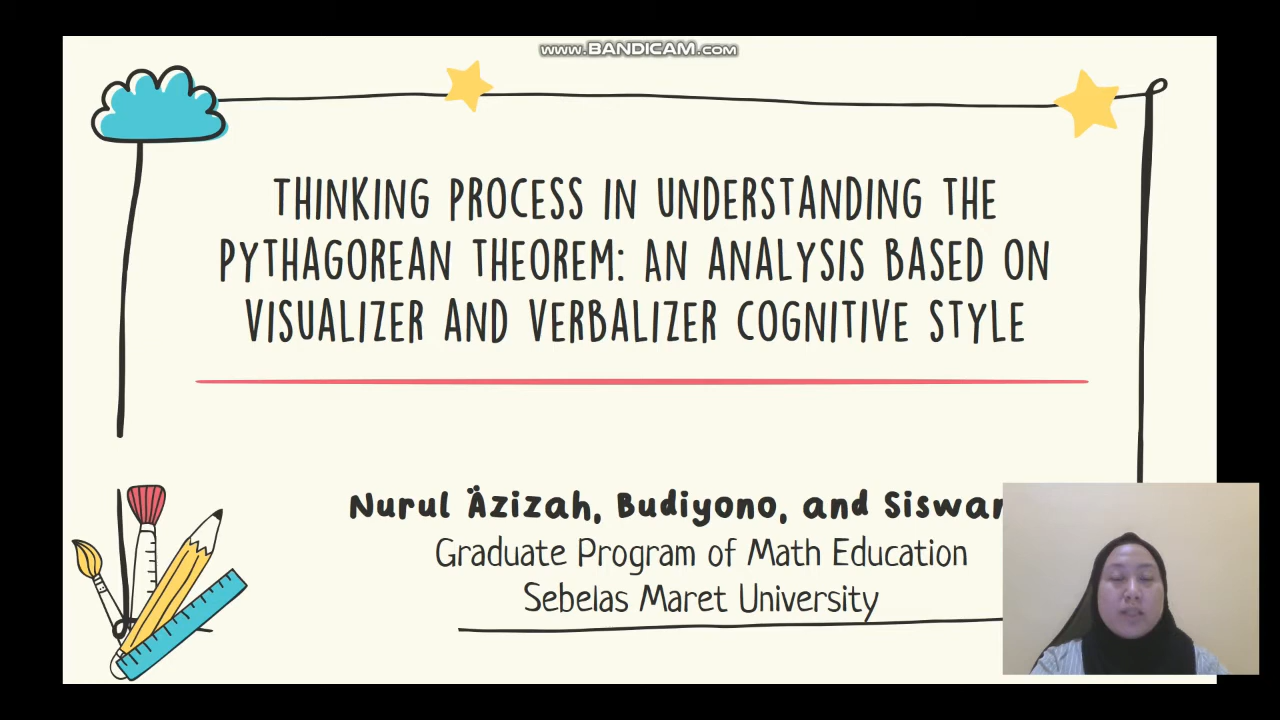 www.BANDICAM.com
THINKING PROCESS IN UNDERSTANDING THE
PYTHAGOREAN THEOREM: AN ANALYSIS BASED ON
VISUALIZER AND VERBALIZER COGNITIVE STYLE
Nurul Äzizah, Budiyono, and Siswan
Graduate Program of Math Education
Sebelas Maret University